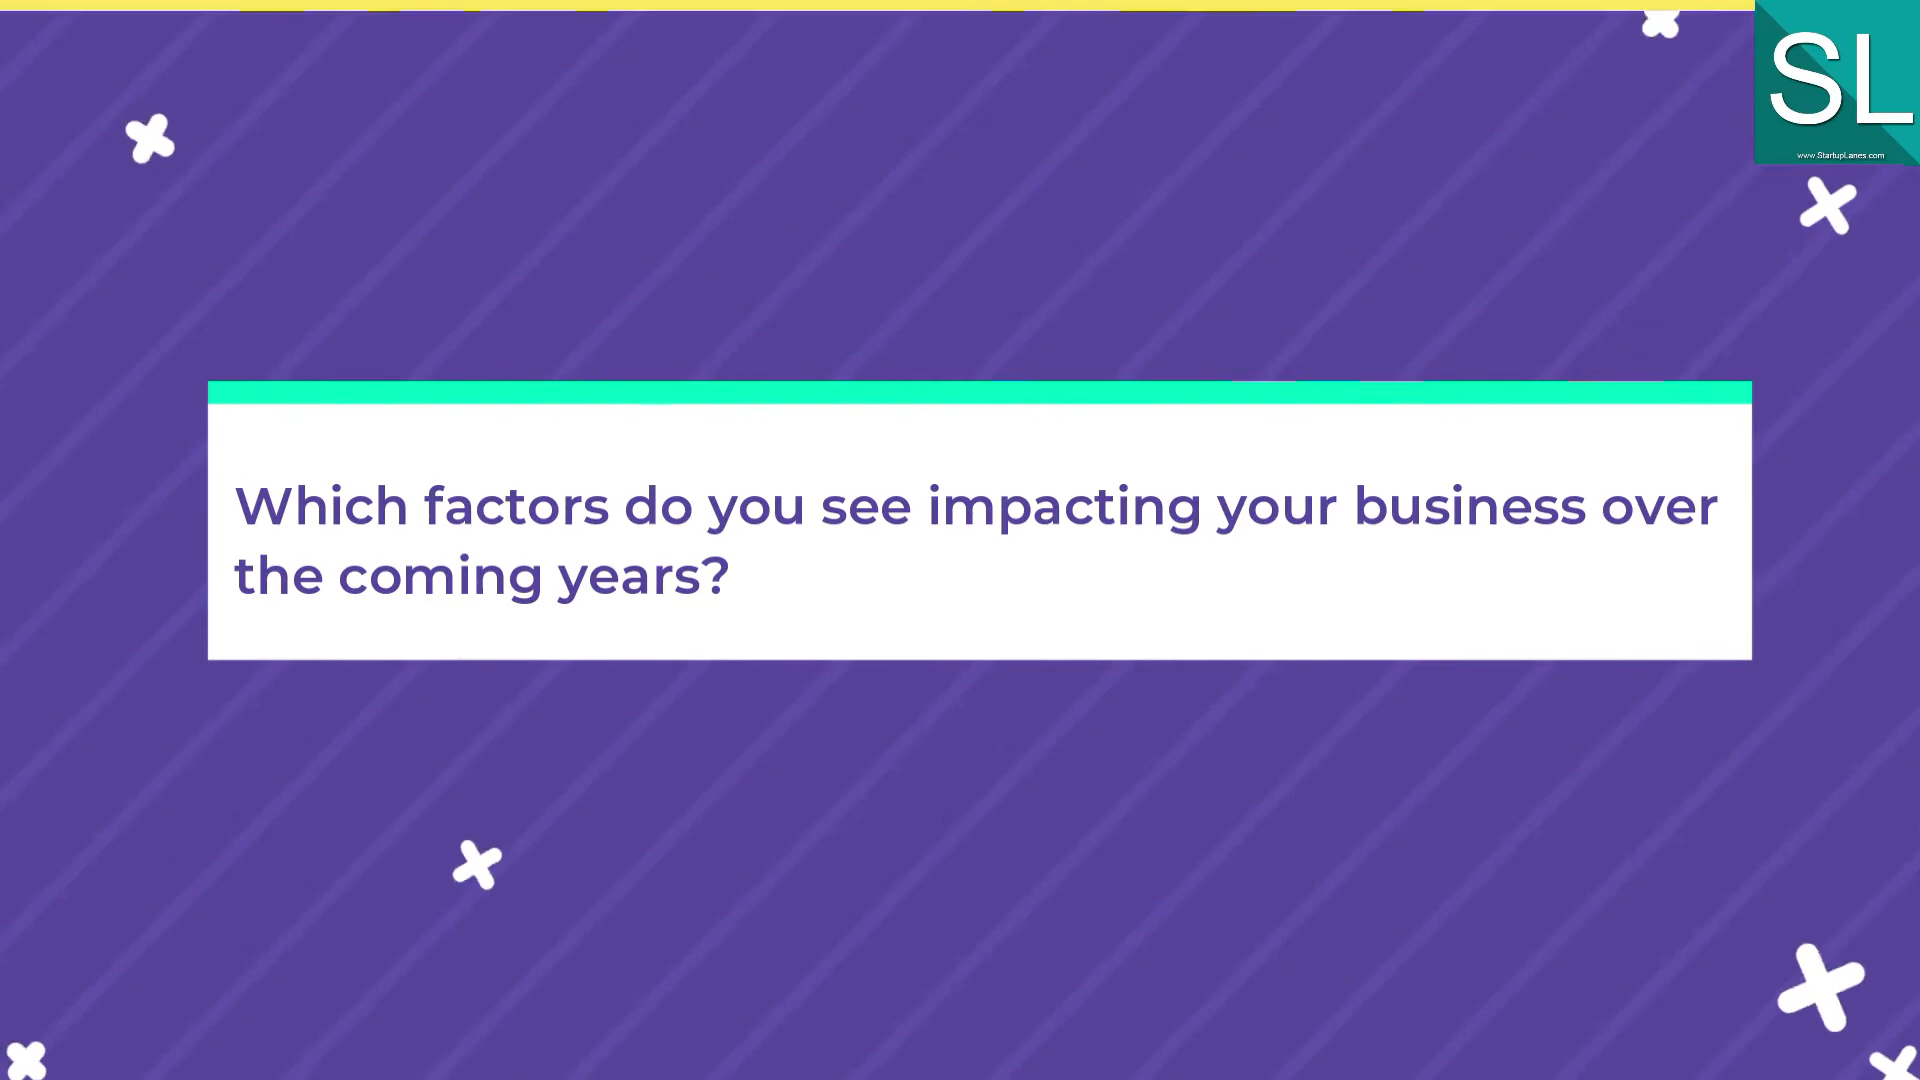 SL
www.StartupLanes.com
Which factors do you see impacting your business over
the coming years?